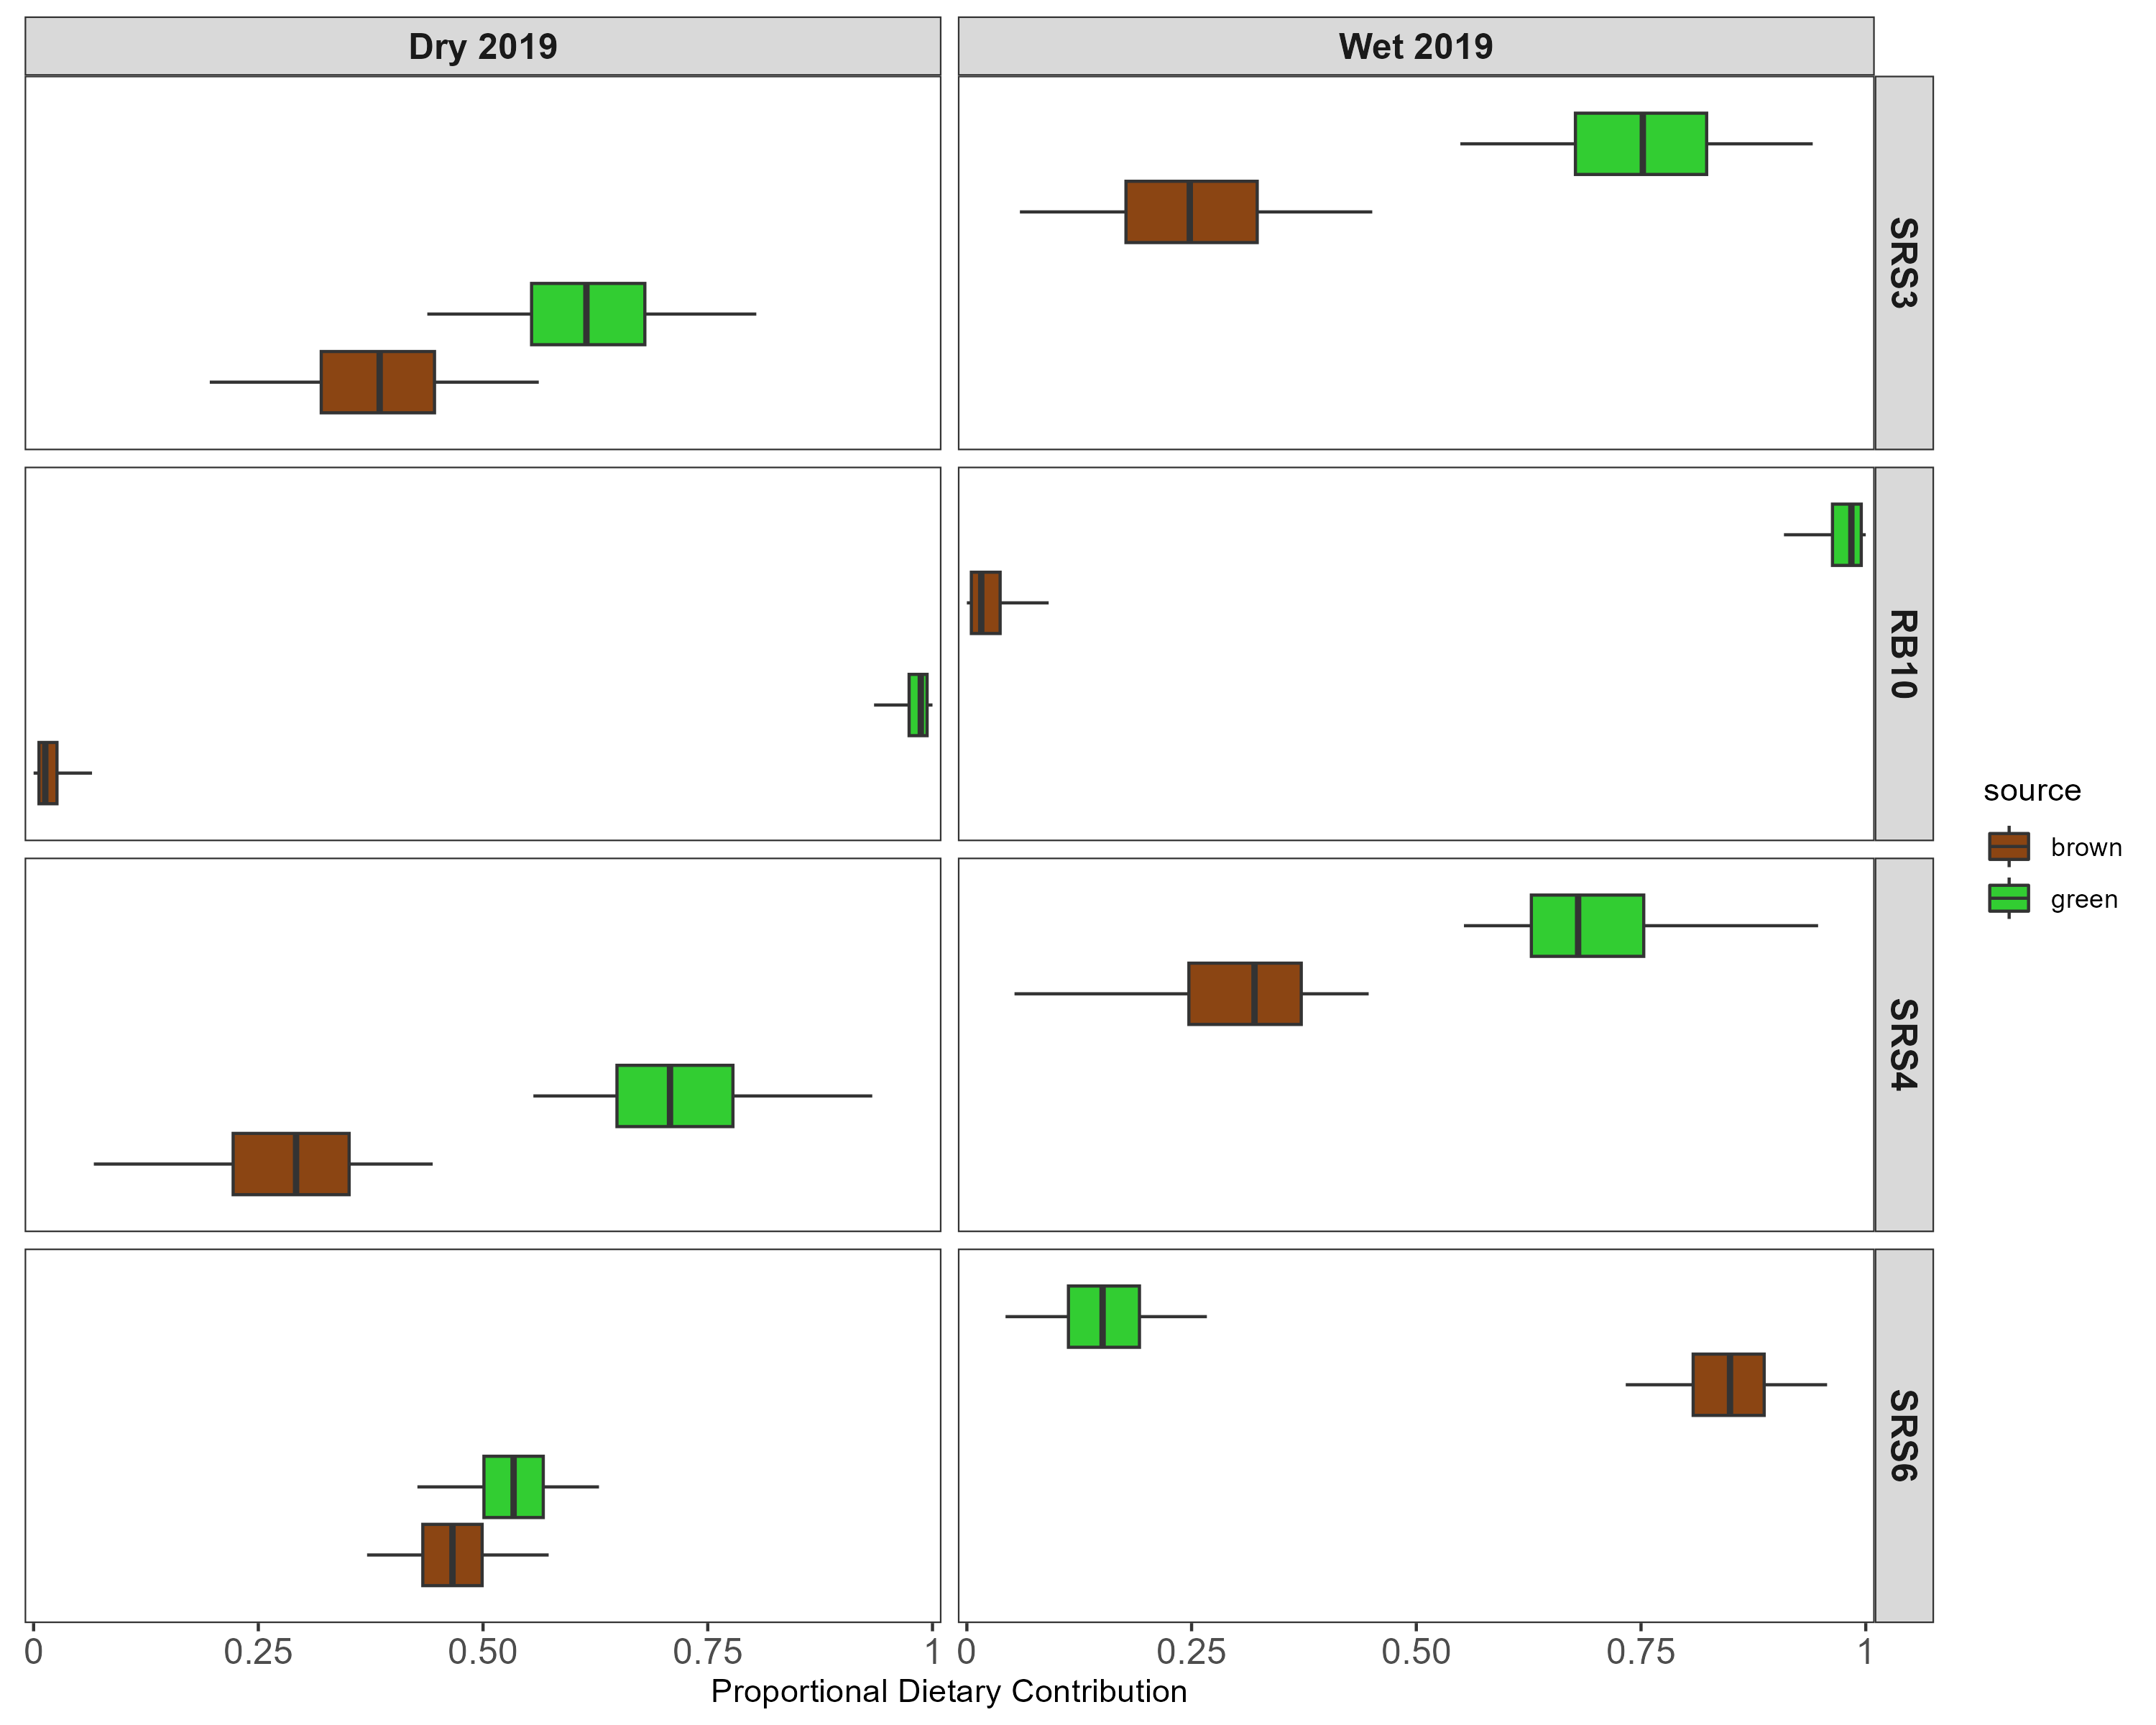 Dry 2019
Wet 2019
SRS3
RB10
SRS4
SRS6
source
brown
green
0 0.25 0.50 0.75 1 0 0.25 0.50 0.75 1
Proportional Dietary Contribution